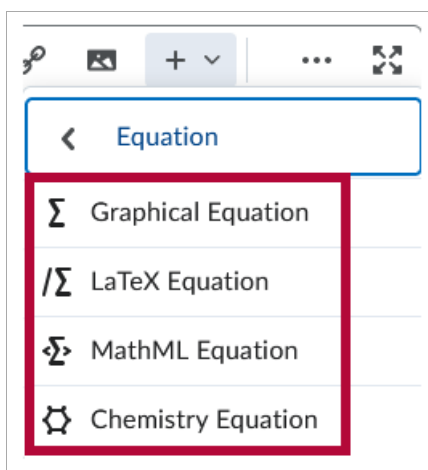 Equation
Graphical Equation
LaTeX Equation
MathML Equation
Chemistry Equation